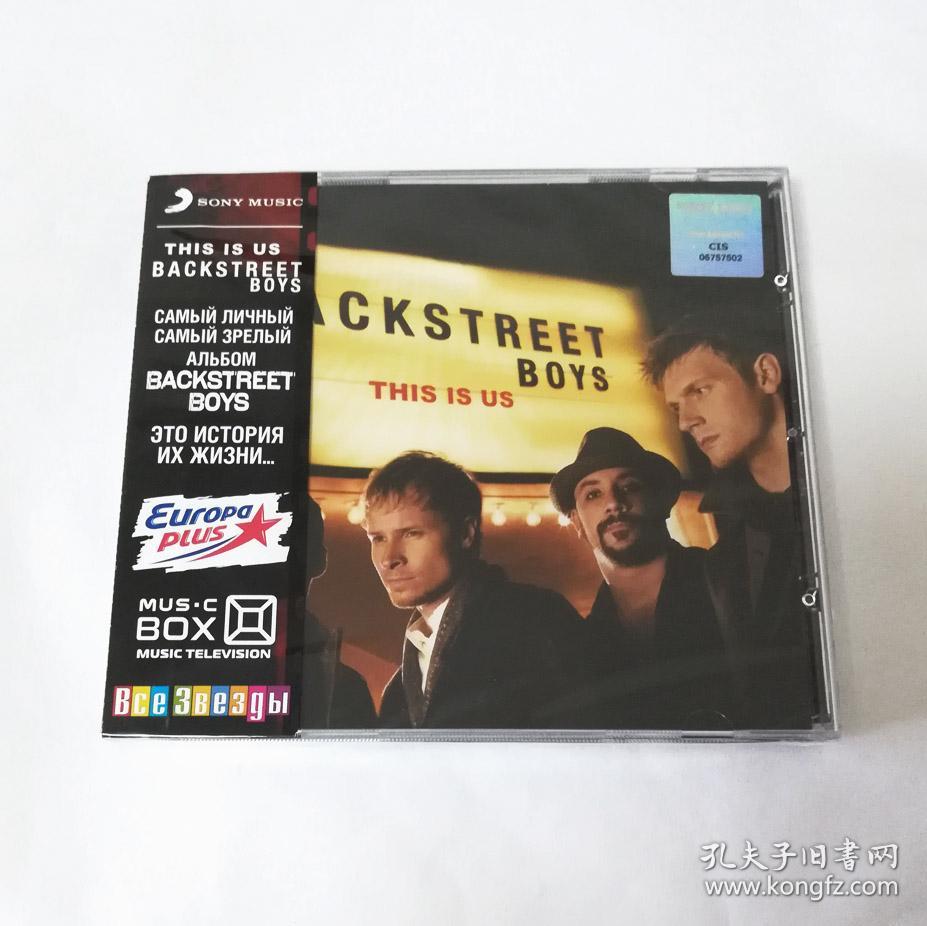 SONY MUSIC
THIS IS US
BACKSTREET
BOYS
САМЫЙ ЛИЧНЫЙ
САМЫЙ ЗРЕЛЫЙ
АЛЬБОМ
BACKSTREET
BOYS
ЭТО ИСТОРИЯ
ИХ ЖИЗНИ...
Europa
PLUS
MUS·C
BOX
MUSIC TELEVISION
Все Звезды
ACKSTREET
BOYS
THIS IS US
CIS
06757502
孔夫子旧書网
www.kongfz.com